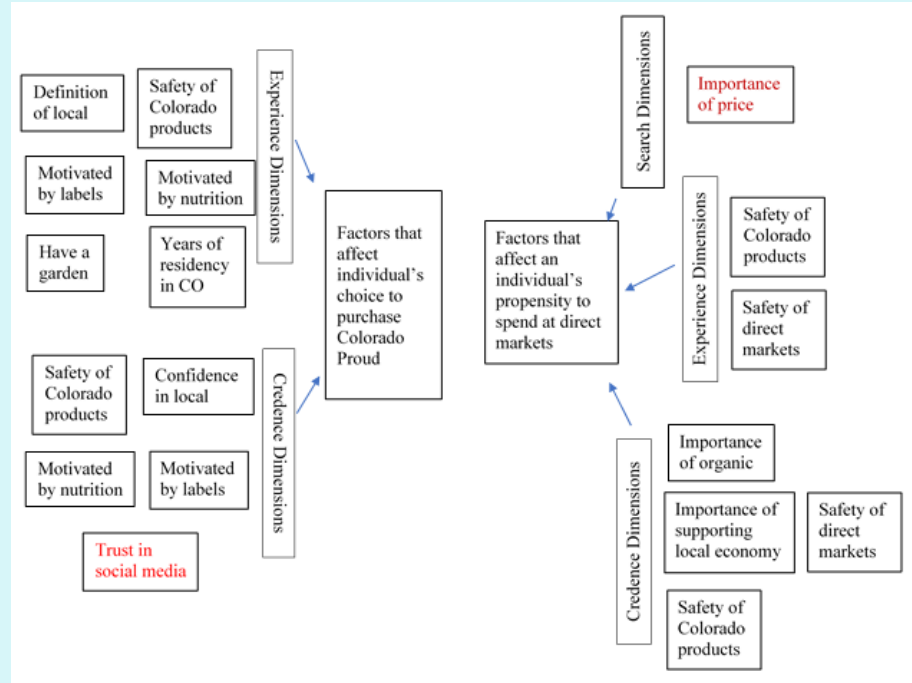 Definition
of local
Safety of
Colorado
products
Motivated
by labels
Motivated
by nutrition
Have a
garden
Years of
residency
in CO
Experience Dimensions
Safety of
Colorado
products
Confidence
in local
Motivated
by nutrition
Motivated
by labels
Trust in
social media
Credence Dimensions
Factors that
affect
individual's
choice to
purchase
Colorado
Proud
Factors that
affect an
individual's
propensity to
spend at direct
markets
Search Dimensions
Importance
of price
Experience Dimensions
Safety of
Colorado
products
Safety of
direct
markets
Credence Dimensions
Importance
of organic
Importance of
supporting
local economy
Safety of
direct
markets
Safety of
Colorado
products